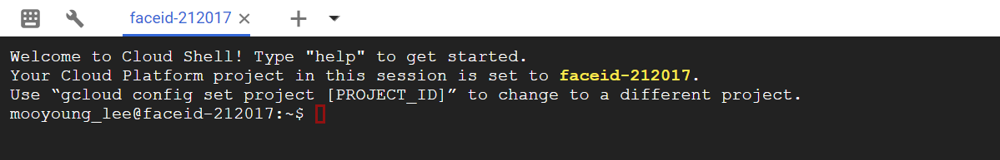 faceid-212017
Welcome to Cloud Shell! Type "help" to get started.
Your Cloud Platform project in this session is set to faceid-212017.
Use “gcloud config set project [PROJECT_ID]” to change to a different project.
mooyoung_lee@faceid-212017:~$